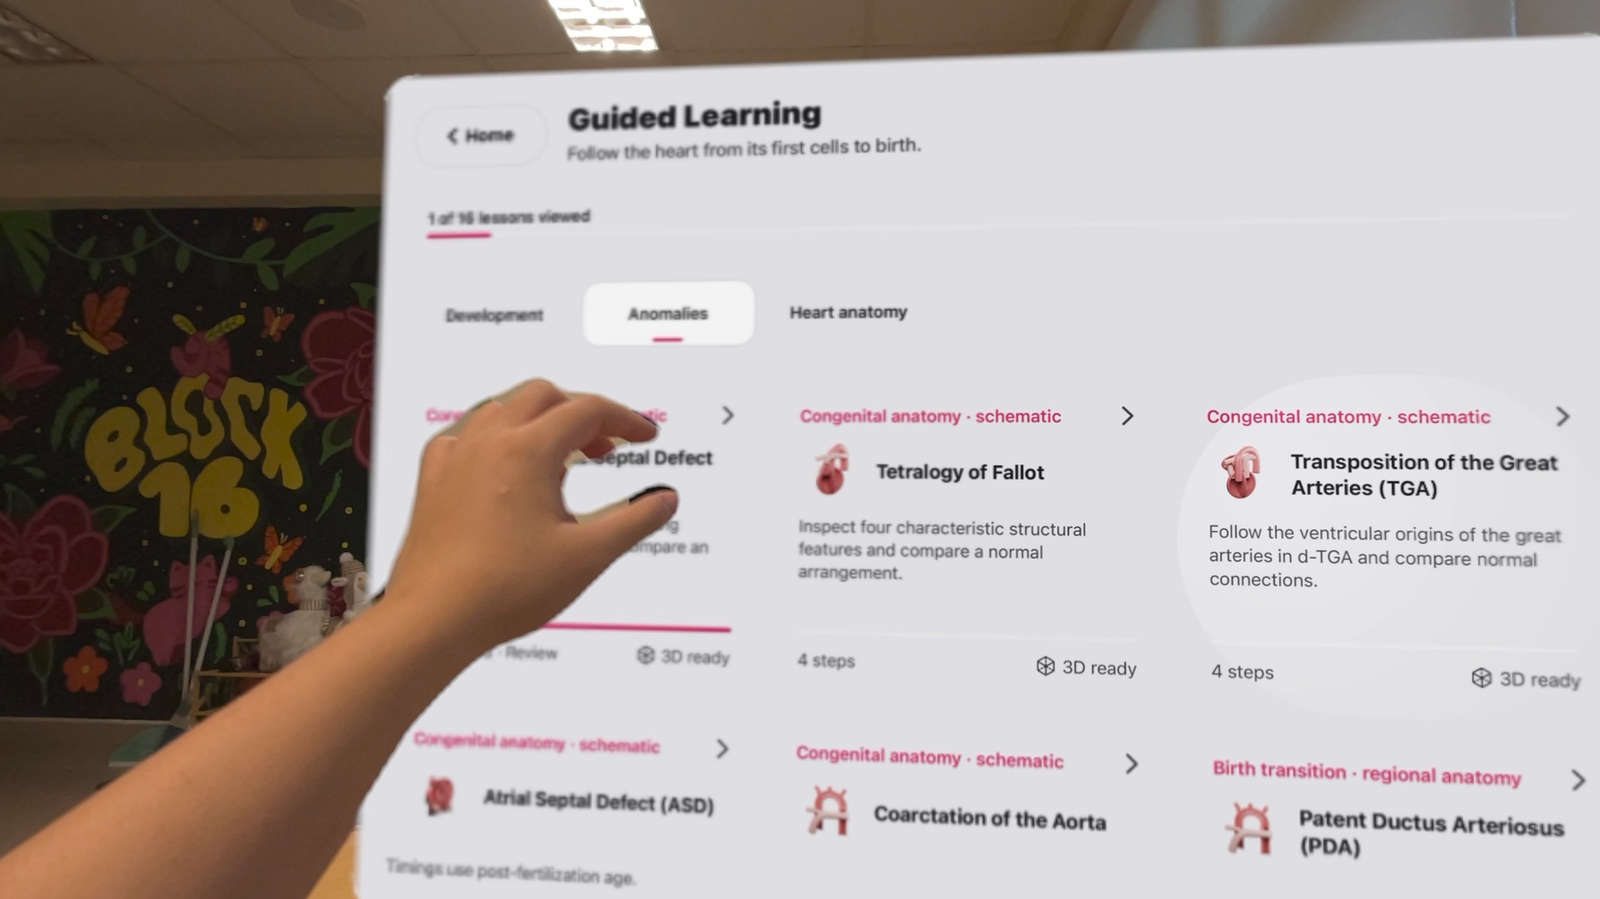 Home
Guided Learning
Follow the heart from its first cells to birth.
1 of 16 lessons viewed
Development
Anomalies
Heart anatomy
Septal Defect
Review
3D ready
Congenital anatomy · schematic
Tetralogy of Fallot
Inspect four characteristic structural
features and compare a normal
arrangement.
4 steps
3D ready
Congenital anatomy · schematic
Transposition of the Great
Arteries (TGA)
Follow the ventricular origins of the great
arteries in d-TGA and compare normal
connections.
4 steps
3D ready
Congenital anatomy · schematic
Atrial Septal Defect (ASD)
Congenital anatomy · schematic
Coarctation of the Aorta
Birth transition · regional anatomy
Patent Ductus Arteriosus
(PDA)
Timings use post-fertilization age.
BLOCK
16